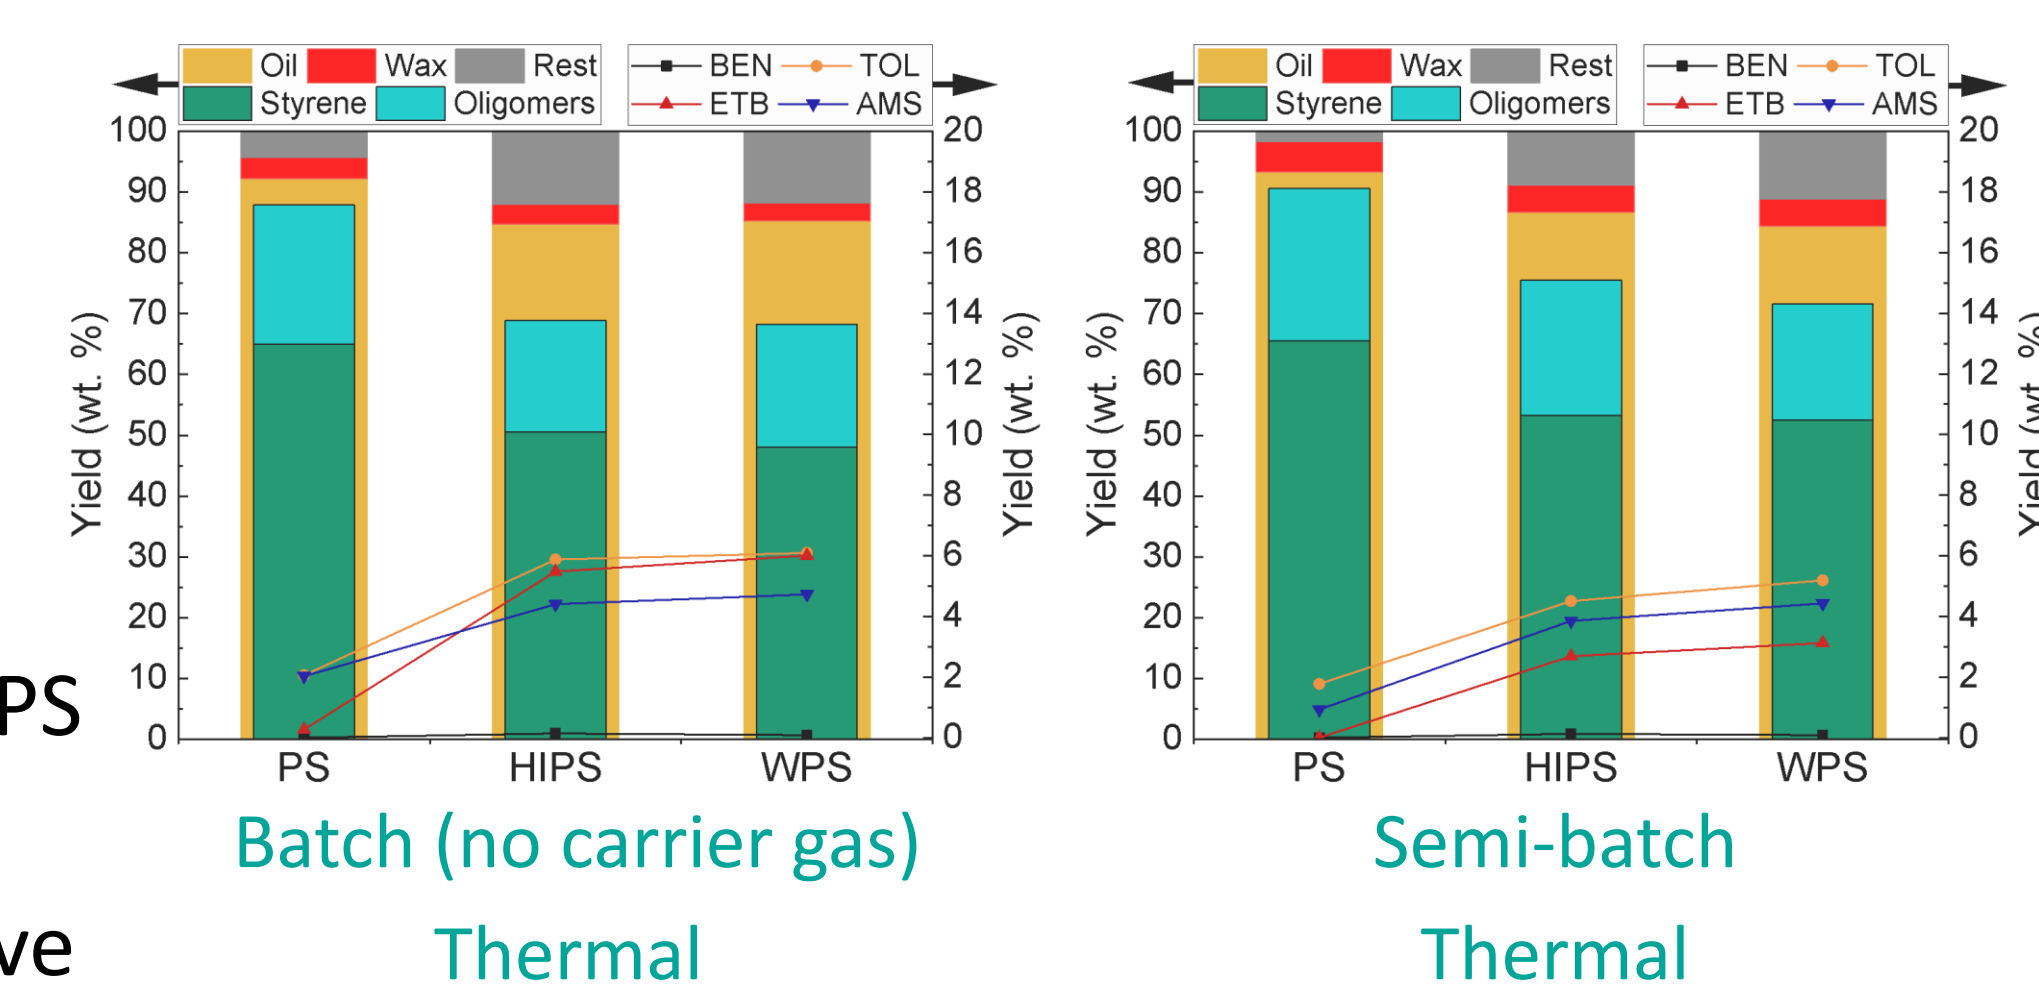 Oil Wax Rest
Styrene Oligomers
BEN TOL
ETB AMS
100
90
80
70
60
50
40
30
20
10
0
Yield (wt. %)
20
18
16
14
12
10
8
6
4
2
0
Yield (wt. %)
PS HIPS WPS
Batch (no carrier gas)
Thermal
Oil Wax Rest
Styrene Oligomers
BEN TOL
ETB AMS
100
90
80
70
60
50
40
30
20
10
0
Yield (wt. %)
20
18
16
14
12
10
8
6
4
2
0
Yield (wt. %)
PS HIPS WPS
Semi-batch
Thermal
PS
ve